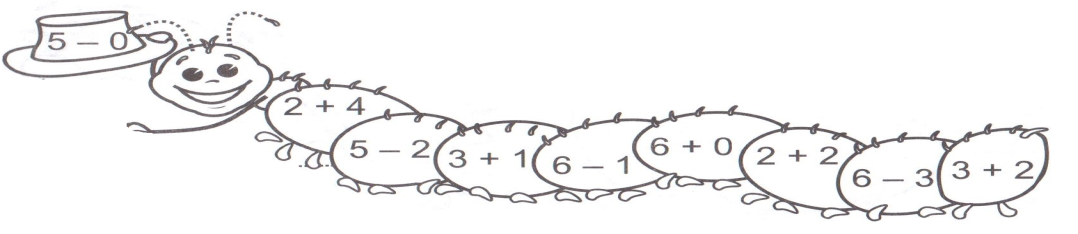 5 – 0
2 + 4
5 – 2
3 + 1
6 – 1
6 + 0
2 + 2
6 – 3
3 + 2